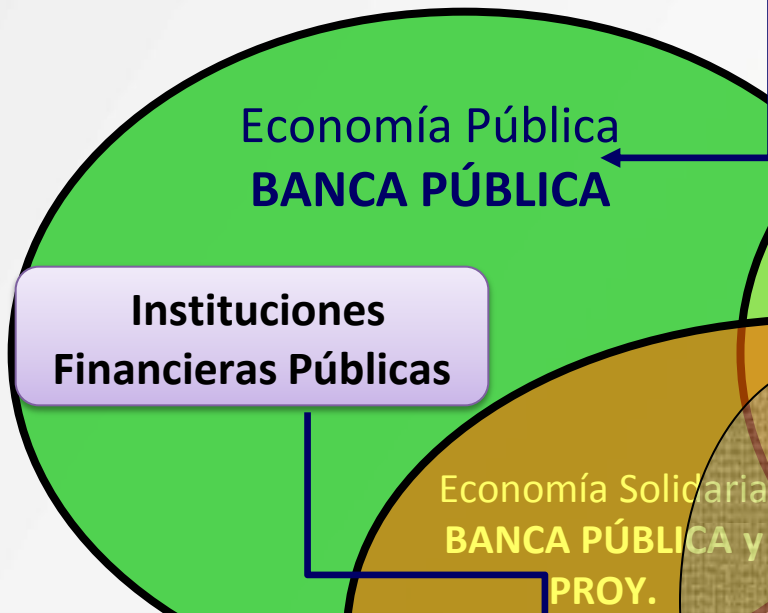 Economía Pública
BANCA PÚBLICA
Instituciones
Financieras Públicas
Economía Solidaria
BANCA PÚBLICA y
PROY.